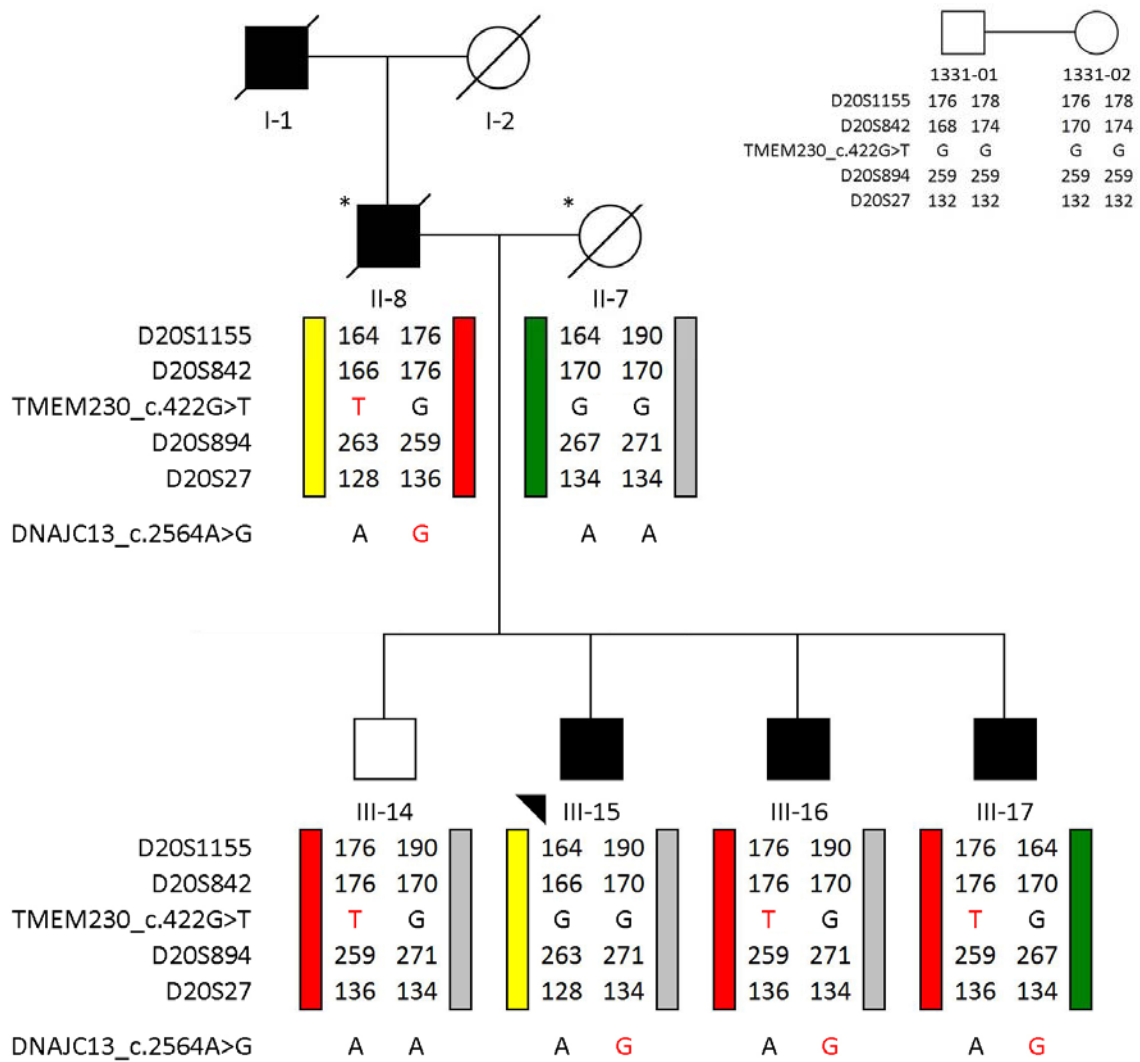 I-1 I-2
1331-01 1331-02
D20S1155 176 178 176 178
D20S842 168 174 170 174
TMEM230_c.422G>T G G G G
D20S894 259 259 259 259
D20S27 132 132 132 132
* *
II-8 II-7
D20S1155 164 176 164 190
D20S842 166 176 170 170
TMEM230_c.422G>T T G G G
D20S894 263 259 267 271
D20S27 128 136 134 134
DNAJC13_c.2564A>G A G A A
III-14 III-15 III-16 III-17
D20S1155 176 190 164 190 176 190 176 164
D20S842 176 170 166 170 176 170 176 170
TMEM230_c.422G>T T G G G T G T G
D20S894 259 271 263 271 259 271 259 267
D20S27 136 134 128 134 136 134 136 134
DNAJC13_c.2564A>G A A A G A G A G